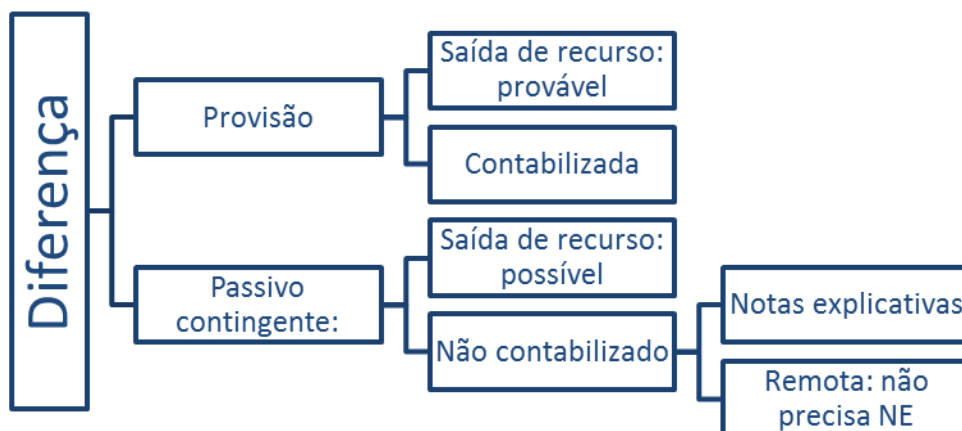 Diferença
Provisão
Saída de recurso:
provável
Contabilizada
Passivo
contingente:
Saída de recurso:
possível
Não contabilizado
Notas explicativas
Remota: não
precisa NE